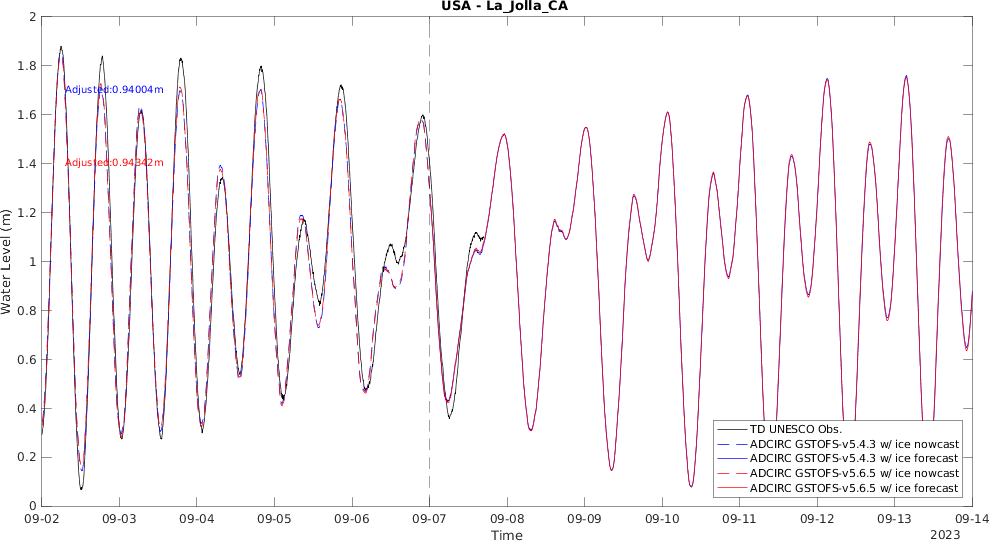 USA - La_Jolla_CA
2
1.8
1.6
1.4
1.2
1
0.8
0.6
0.4
0.2
0
Water Level (m)
Adjusted:0.94004m
Adjusted:0.94342m
TD UNESCO Obs.
ADCIRC GSTOFS-v5.4.3 w/ ice nowcast
ADCIRC GSTOFS-v5.4.3 w/ ice forecast
ADCIRC GSTOFS-v5.6.5 w/ ice nowcast
ADCIRC GSTOFS-v5.6.5 w/ ice forecast
09-02 09-03 09-04 09-05 09-06 09-07 09-08 09-09 09-10 09-11 09-12 09-13 09-14
Time
2023